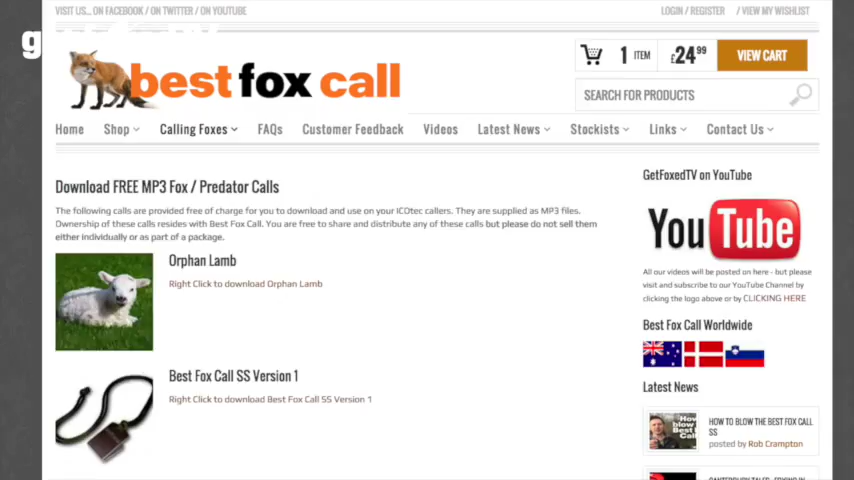 VISIT US... ON FACEBOOK / ON TWITTER / ON YOUTUBE
LOGIN / REGISTER / VIEW MY WISHLIST
best fox call
1 ITEM £24.99 VIEW CART
SEARCH FOR PRODUCTS
Home Shop Calling Foxes FAQs Customer Feedback Videos Latest News Stockists Links Contact Us
Download FREE MP3 Fox / Predator Calls
The following calls are provided free of charge for you to download and use on your ICOtec callers. They are supplied as MP3 files.
Ownership of these calls resides with Best Fox Call. You are free to share and distribute any of these calls but please do not sell them
either individually or as part of a package.
Orphan Lamb
Right Click to download Orphan Lamb
Best Fox Call SS Version 1
Right Click to download Best Fox Call SS Version 1
GetFoxedTV on YouTube
YouTube
All our videos will be posted on here - but please
visit and subscribe to our YouTube Channel by
clicking the logo above or by CLICKING HERE
Best Fox Call Worldwide
Latest News
How to
blow the
Best Fox
Call
HOW TO BLOW THE BEST FOX CALL
SS
posted by Rob Crampton